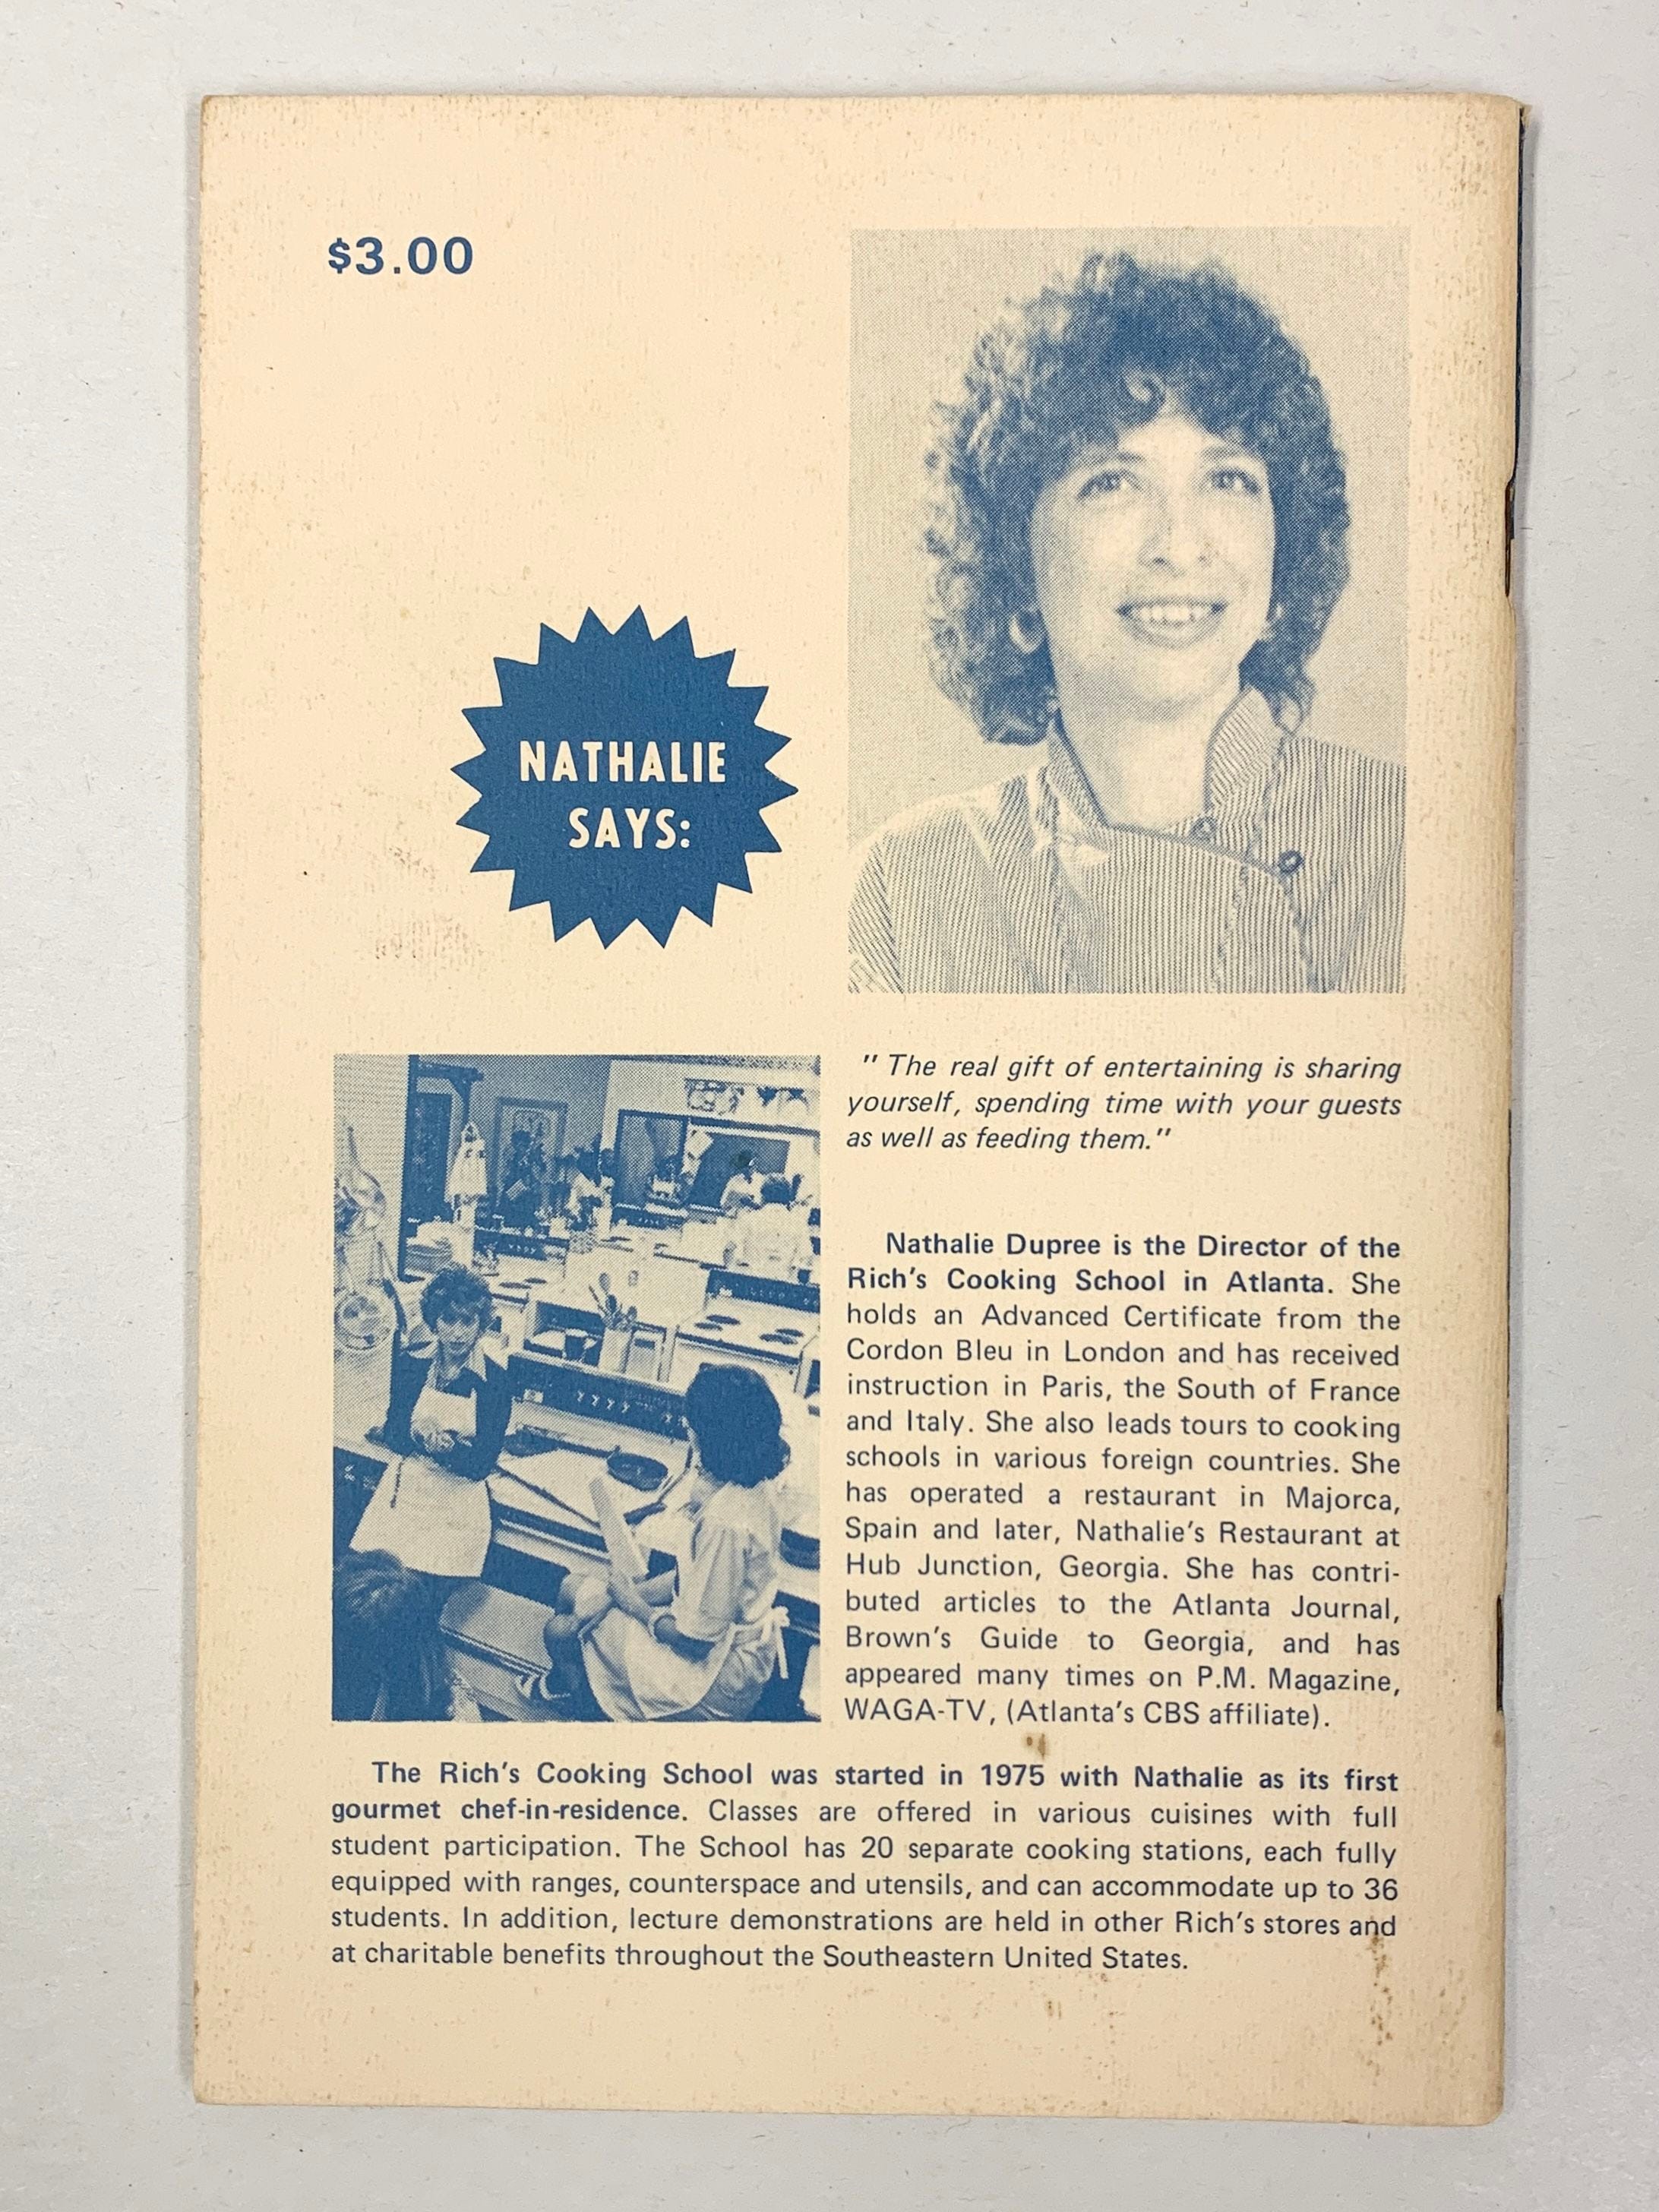 $3.00
NATHALIE
SAYS:
" The real gift of entertaining is sharing
yourself, spending time with your guests
as well as feeding them."
Nathalie Dupree is the Director of the
Rich's Cooking School in Atlanta. She
holds an Advanced Certificate from the
Cordon Bleu in London and has received
instruction in Paris, the South of France
and Italy. She also leads tours to cooking
schools in various foreign countries. She
has operated a restaurant in Majorca,
Spain and later, Nathalie's Restaurant at
Hub Junction, Georgia. She has contri-
buted articles to the Atlanta Journal,
Brown's Guide to Georgia, and has
appeared many times on P.M. Magazine,
WAGA-TV, (Atlanta's CBS affiliate).
The Rich's Cooking School was started in 1975 with Nathalie as its first
gourmet chef-in-residence. Classes are offered in various cuisines with full
student participation. The School has 20 separate cooking stations, each fully
equipped with ranges, counterspace and utensils, and can accommodate up to 36
students. In addition, lecture demonstrations are held in other Rich's stores and
at charitable benefits throughout the Southeastern United States.